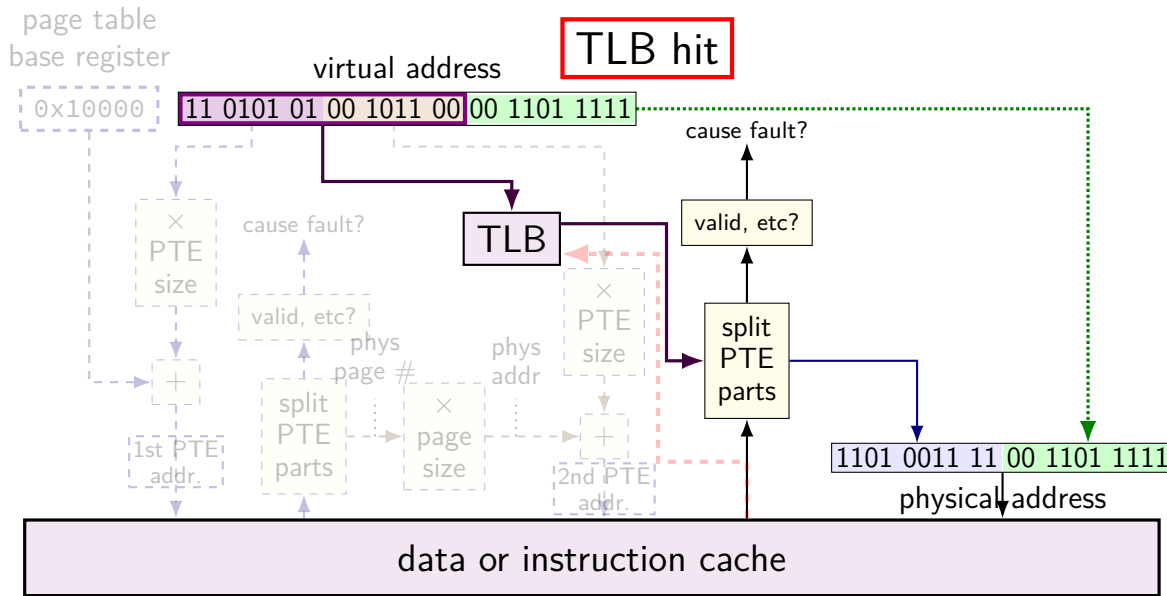 page table
base register
0x10000
TLB hit
virtual address
11 0101 01 00 1011 00 00 1101 1111
cause fault?
valid, etc?
TLB
×
PTE
size
cause fault?
valid, etc?
×
PTE
size
split
PTE
parts
phys
page #
phys
addr
+
split
PTE
parts
×
page
size
+
1st PTE
addr.
2nd PTE
addr.
1101 0011 11 00 1101 1111
physical address
data or instruction cache